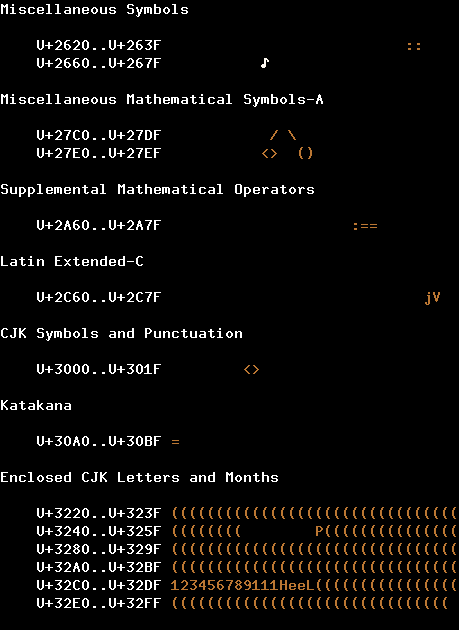 Miscellaneous Symbols
U+2620..U+263F ::
U+2660..U+267F ♪
Miscellaneous Mathematical Symbols-A
U+27C0..U+27DF / \
U+27E0..U+27EF <> ()
Supplemental Mathematical Operators
U+2A60..U+2A7F :==
Latin Extended-C
U+2C60..U+2C7F jV
CJK Symbols and Punctuation
U+3000..U+301F <>
Katakana
U+30A0..U+30BF =
Enclosed CJK Letters and Months
U+3220..U+323F ((((((((((((((((((((((((((((((((
U+3240..U+325F (((((((( P(((((((((((((((
U+3280..U+329F ((((((((((((((((((((((((((((((((
U+32A0..U+32BF ((((((((((((((((((((((((((((((((
U+32C0..U+32DF 123456789111HeeL((((((((((((((((
U+32E0..U+32FF (((((((((((((((((((((((((((((((